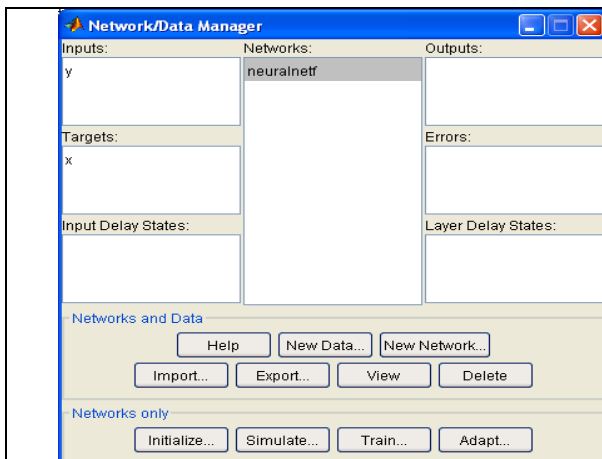 Network/Data Manager
Inputs: Networks: Outputs:
y neuralnetf
Targets: Errors:
x
Input Delay States: Layer Delay States:
Networks and Data
Help New Data... New Network...
Import... Export... View Delete
Networks only
Initialize... Simulate... Train... Adapt...